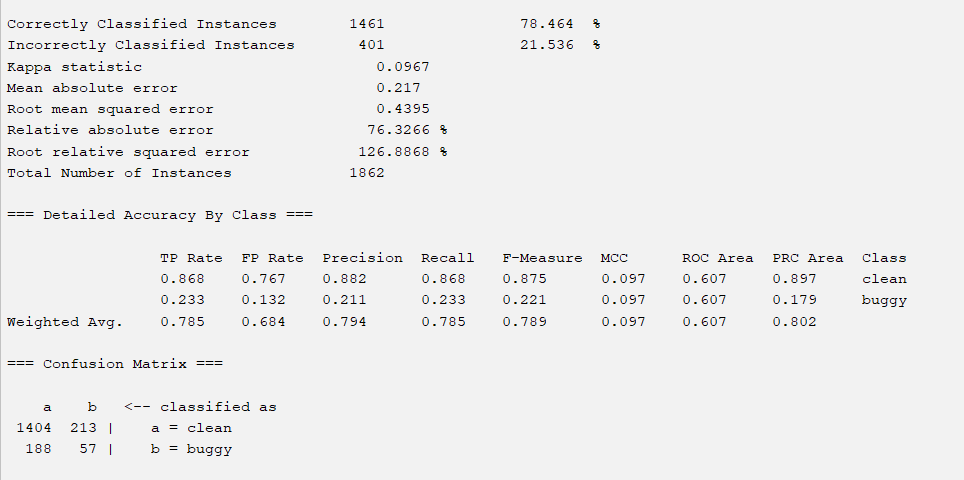 Correctly Classified Instances        1461               78.464  %
Incorrectly Classified Instances       401               21.536  %
Kappa statistic                          0.0967
Mean absolute error                      0.217
Root mean squared error                  0.4395
Relative absolute error                 76.3266 %
Root relative squared error            126.8868 %
Total Number of Instances             1862
=== Detailed Accuracy By Class ===
                 TP Rate  FP Rate  Precision  Recall   F-Measure  MCC      ROC Area  PRC Area  Class
                 0.868    0.767    0.882      0.868    0.875      0.097    0.607     0.897     clean
                 0.233    0.132    0.211      0.233    0.221      0.097    0.607     0.179     buggy
Weighted Avg.    0.785    0.684    0.794      0.785    0.789      0.097    0.607     0.802
=== Confusion Matrix ===
    a    b   <-- classified as
 1404  213 |    a = clean
  188   57 |    b = buggy